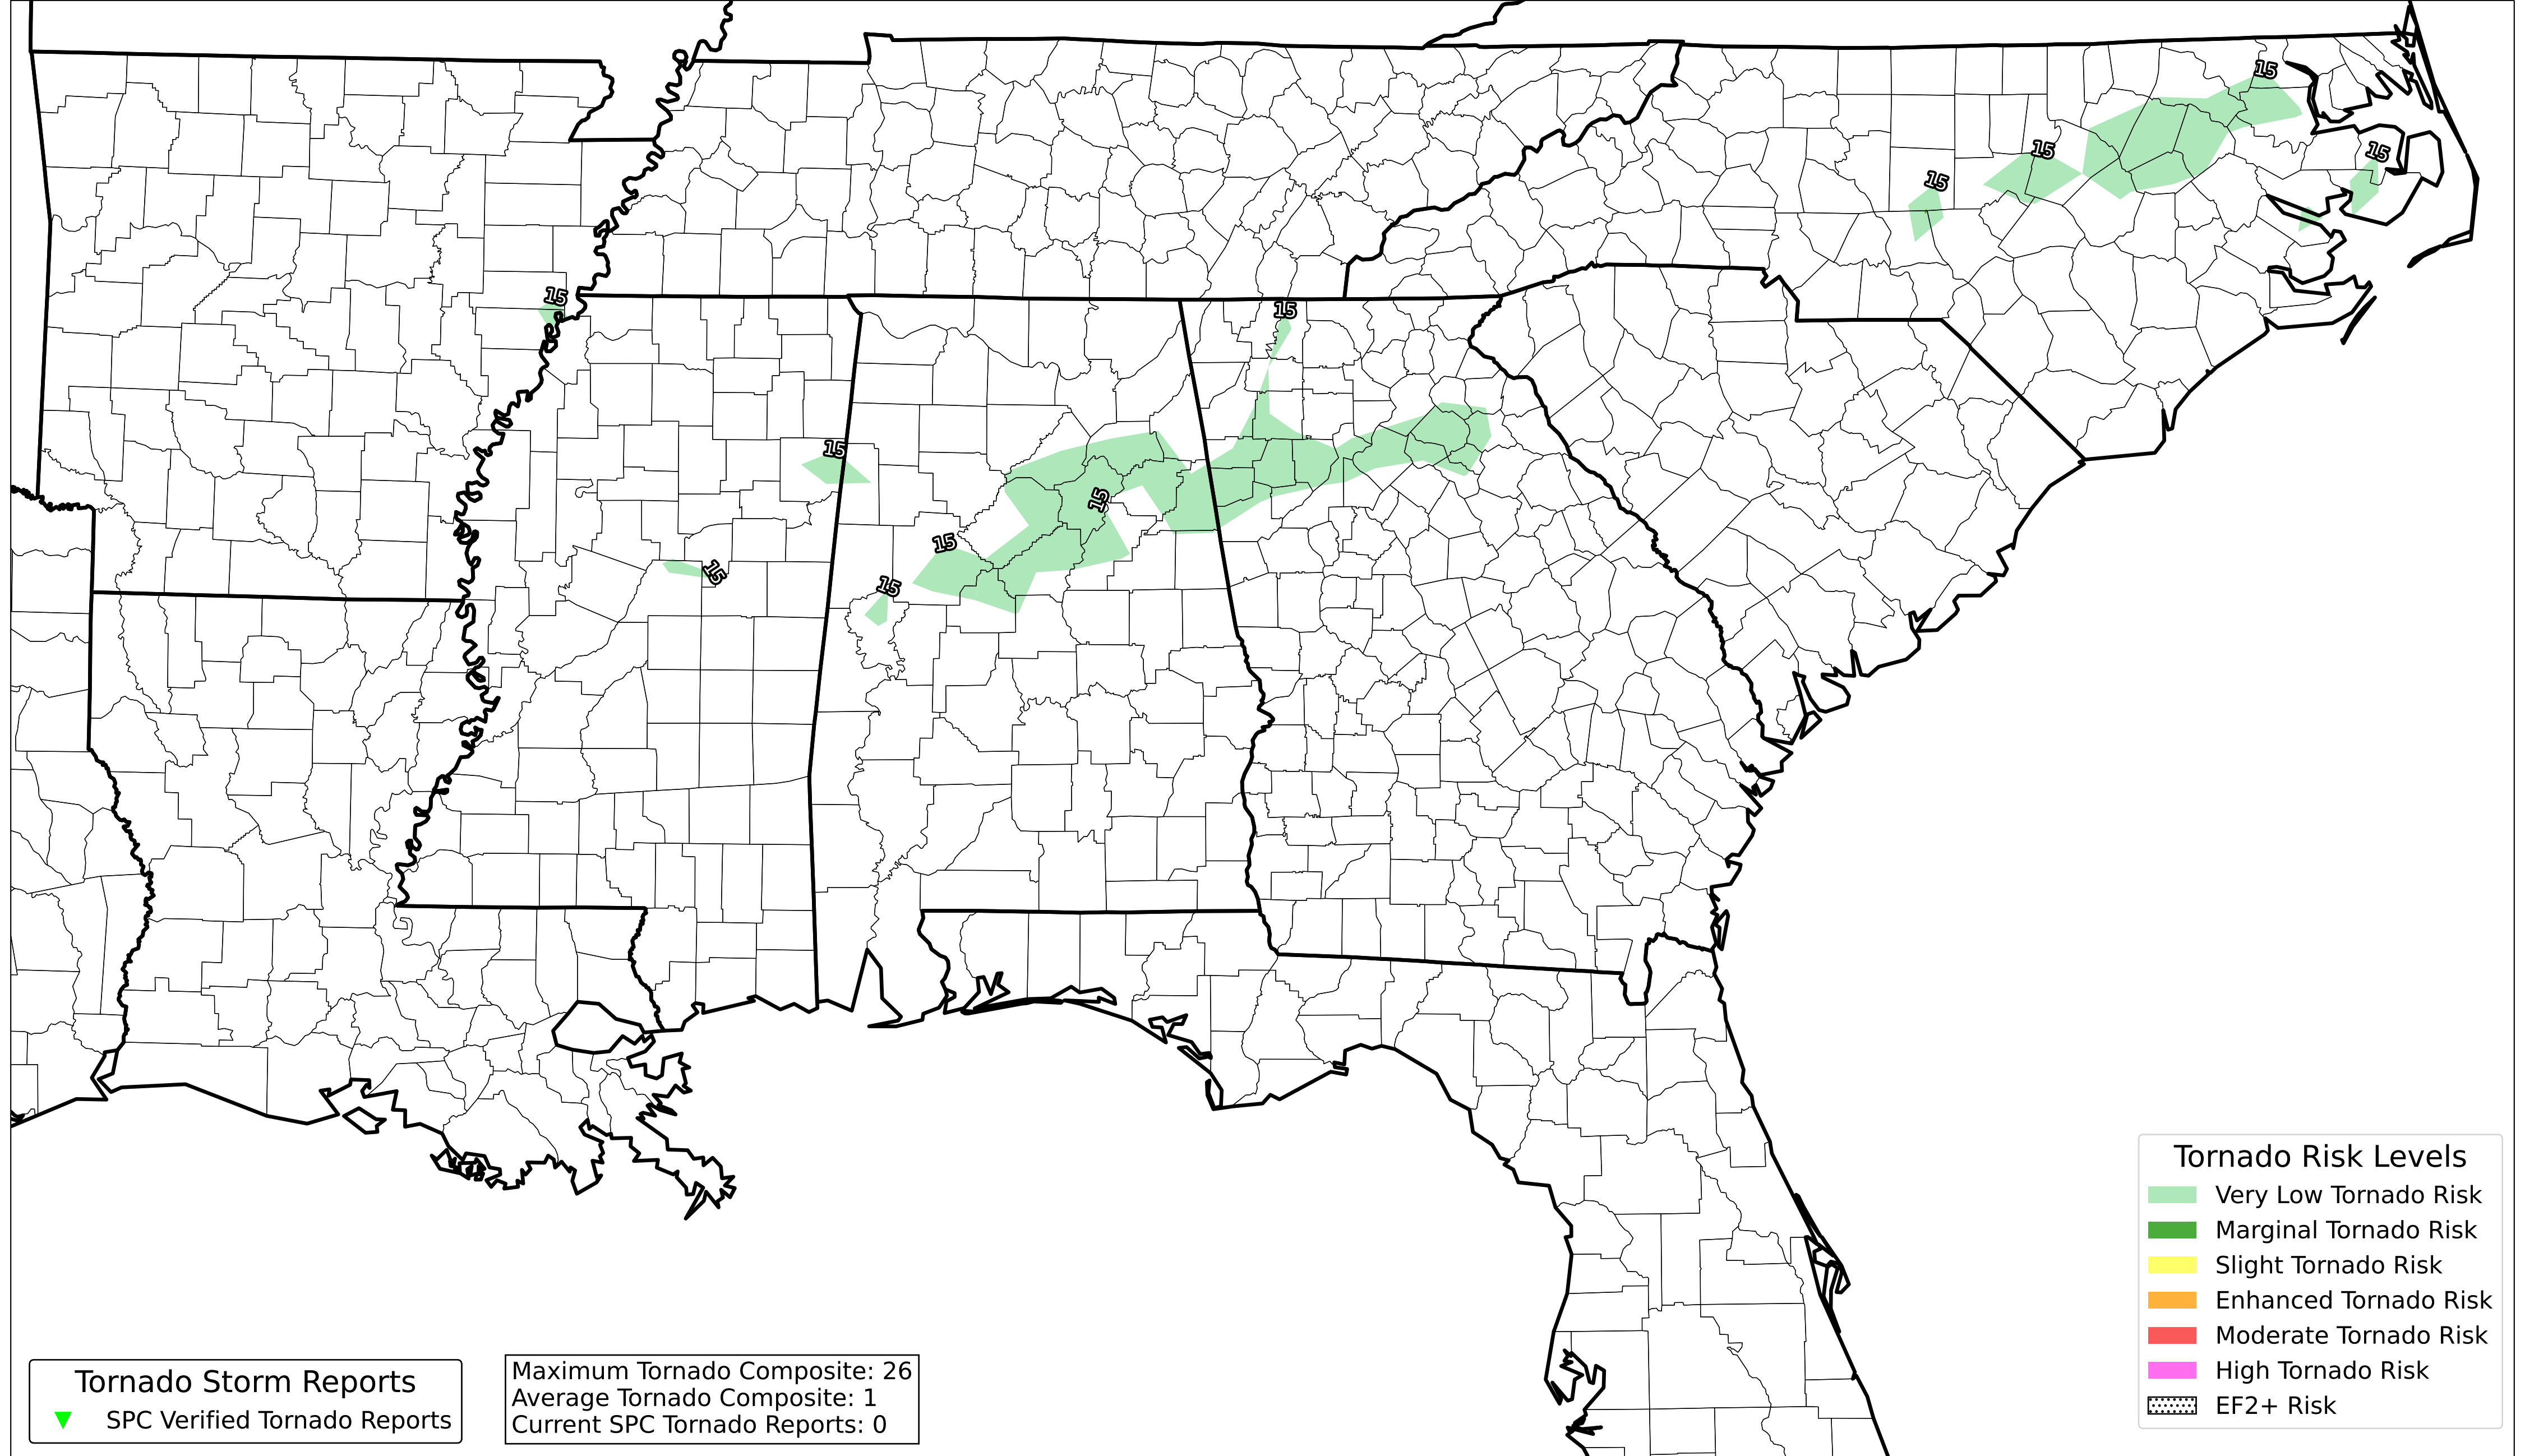 15
15
15
15
15
15
15
15
15
15
15
Tornado Storm Reports
SPC Verified Tornado Reports
Maximum Tornado Composite: 26
Average Tornado Composite: 1
Current SPC Tornado Reports: 0
Tornado Risk Levels
Very Low Tornado Risk
Marginal Tornado Risk
Slight Tornado Risk
Enhanced Tornado Risk
Moderate Tornado Risk
High Tornado Risk
EF2+ Risk